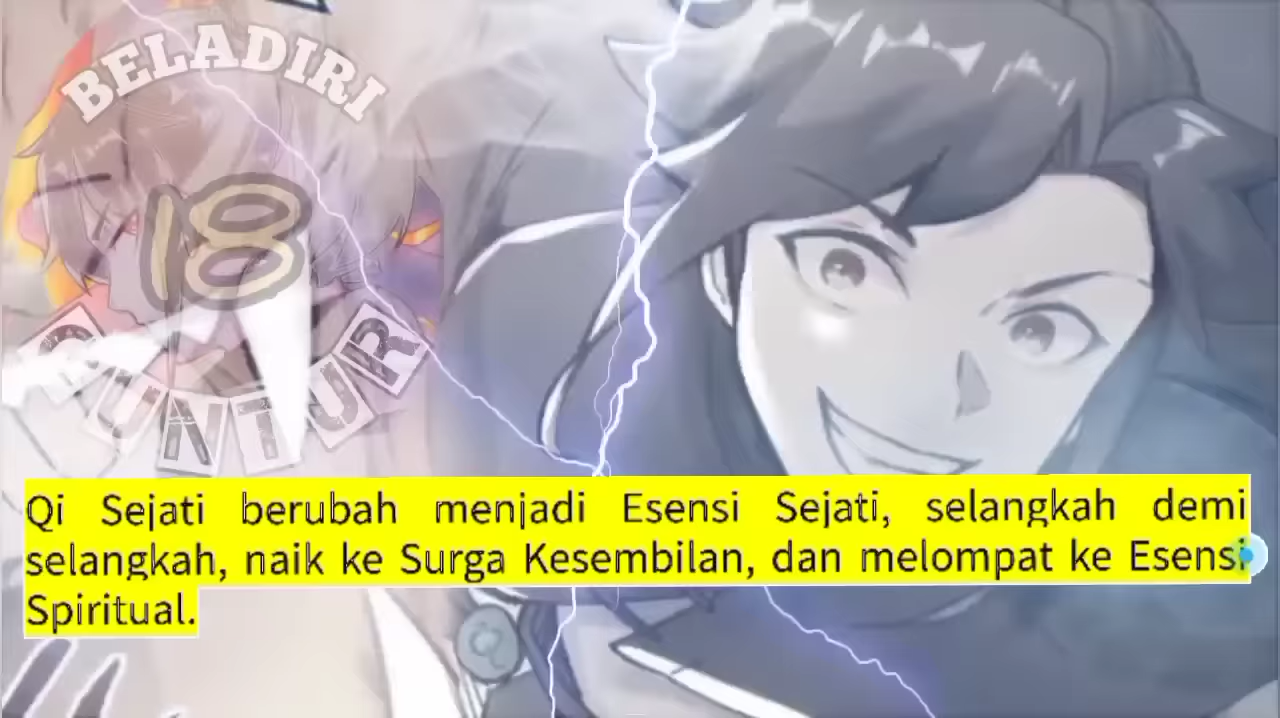 BELADIRI
18
GUNTUR
Qi Sejati berubah menjadi Esensi Sejati, selangkah demi
selangkah, naik ke Surga Kesembilan, dan melompat ke Esensi
Spiritual.